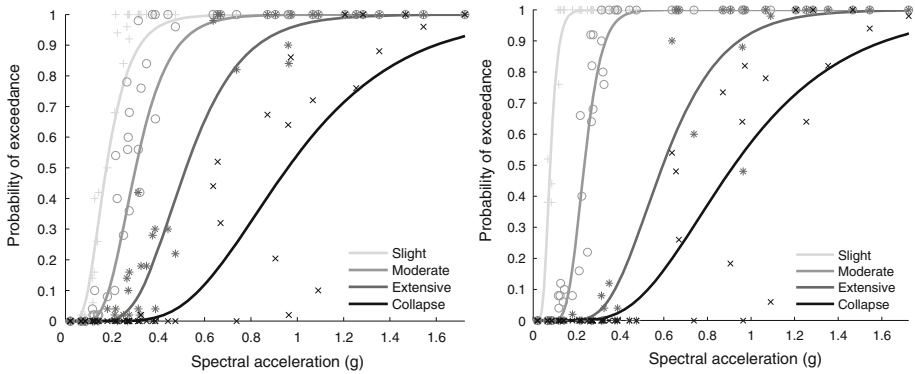 1
0.9
0.8
0.7
0.6
0.5
0.4
0.3
0.2
0.1
0
0 0.2 0.4 0.6 0.8 1 1.2 1.4 1.6
Probability of exceedance
Spectral acceleration (g)
Slight
Moderate
Extensive
Collapse
1
0.9
0.8
0.7
0.6
0.5
0.4
0.3
0.2
0.1
0
0 0.2 0.4 0.6 0.8 1 1.2 1.4 1.6
Probability of exceedance
Spectral acceleration (g)
Slight
Moderate
Extensive
Collapse